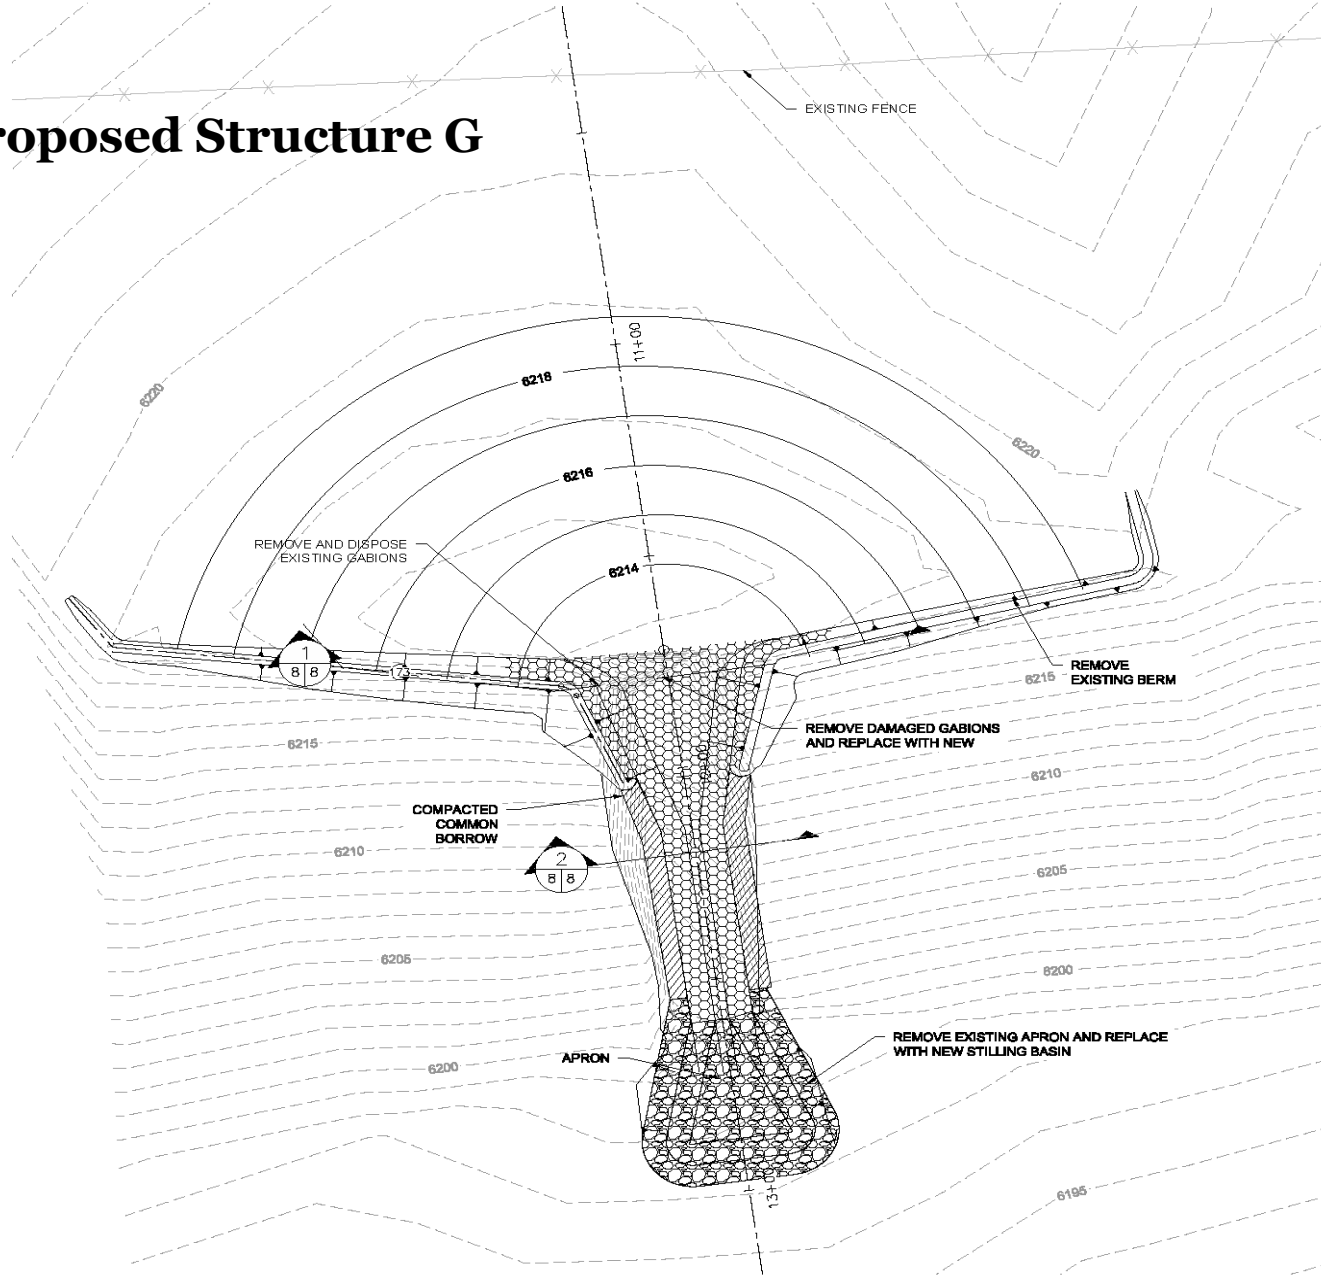 EXISTING FENCE
roposed Structure G
11+00
6218
6220
6220
6216
REMOVE AND DISPOSE
EXISTING GABIONS
6214
1
8 8
REMOVE
EXISTING BERM
6215
REMOVE DAMAGED GABIONS
AND REPLACE WITH NEW
6215
6210
COMPACTED
COMMON
BORROW
6210
2
8 8
6205
6205
6200
REMOVE EXISTING APRON AND REPLACE
WITH NEW STILLING BASIN
APRON
6200
13+00
6195